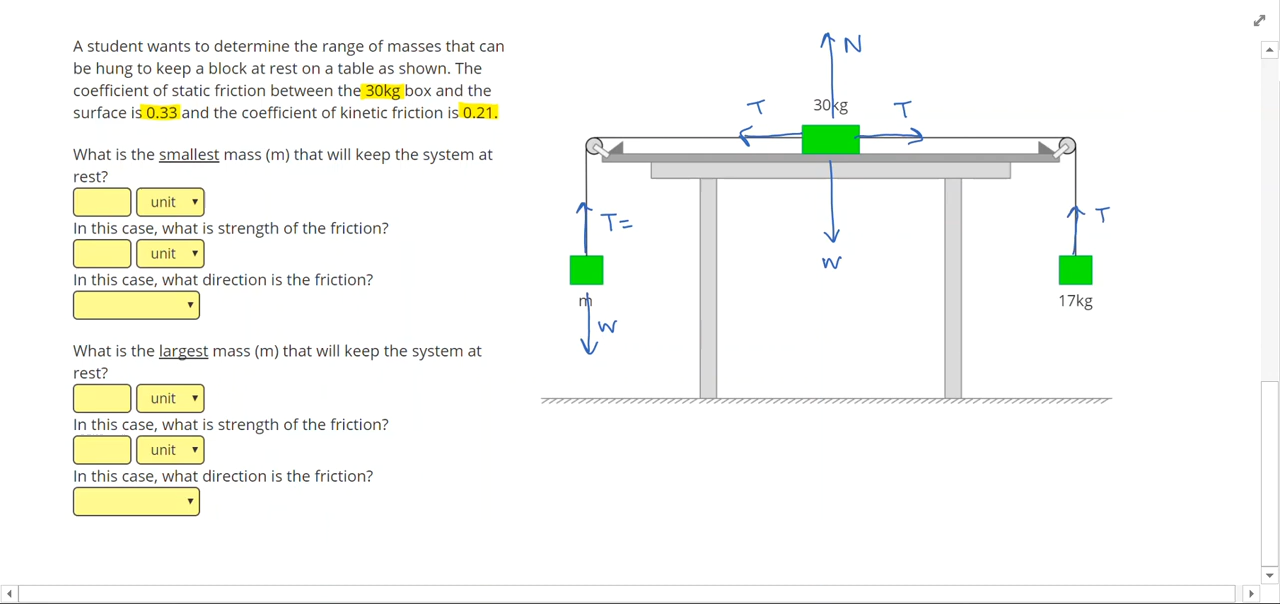 A student wants to determine the range of masses that can
be hung to keep a block at rest on a table as shown. The
coefficient of static friction between the 30kg box and the
surface is 0.33 and the coefficient of kinetic friction is 0.21.
What is the smallest mass (m) that will keep the system at
rest?
unit
In this case, what is strength of the friction?
unit
In this case, what direction is the friction?
What is the largest mass (m) that will keep the system at
rest?
unit
In this case, what is strength of the friction?
unit
In this case, what direction is the friction?
N
T
30kg
T
T=
T
W
m
17kg
W